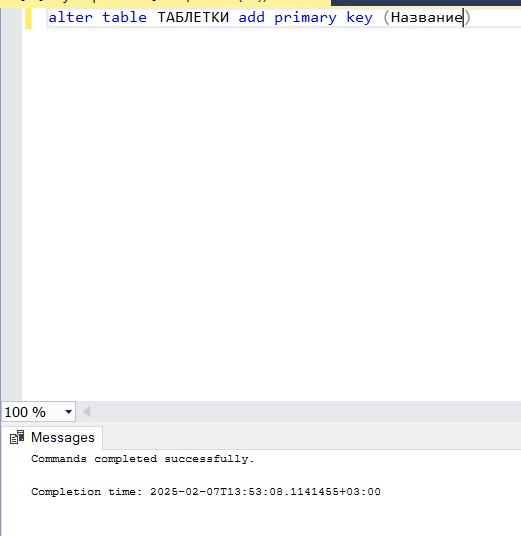 alter table ТАБЛЕТКИ add primary key (Название)
100 %
Messages
Commands completed successfully.
Completion time: 2025-02-07T13:53:08.1141455+03:00